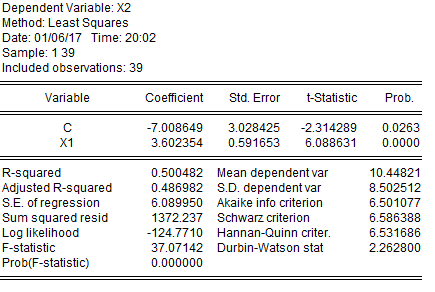 Dependent Variable: X2
Method: Least Squares
Date: 01/06/17 Time: 20:02
Sample: 1 39
Included observations: 39
Variable Coefficient Std. Error t-Statistic Prob.
C -7.008649 3.028425 -2.314289 0.0263
X1 3.602354 0.591653 6.088631 0.0000
R-squared 0.500482 Mean dependent var 10.44821
Adjusted R-squared 0.486982 S.D. dependent var 8.502512
S.E. of regression 6.089950 Akaike info criterion 6.501077
Sum squared resid 1372.237 Schwarz criterion 6.586388
Log likelihood -124.7710 Hannan-Quinn criter. 6.531686
F-statistic 37.07142 Durbin-Watson stat 2.262800
Prob(F-statistic) 0.000000